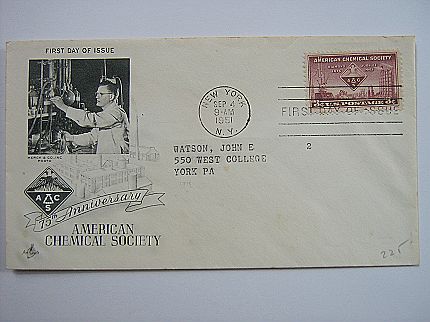 FIRST DAY OF ISSUE
MERCK & CO., INC.
PHOTO
A C
S
75th Anniversary
AMERICAN
CHEMICAL SOCIETY
NEW YORK
SEP 4
9-AM
1951
N.Y.
AMERICAN CHEMICAL SOCIETY
A C
S
U.S. POSTAGE 3¢
FIRST DAY OF ISSUE
2
WATSON, JOHN E
550 WEST COLLEGE
YORK PA
225